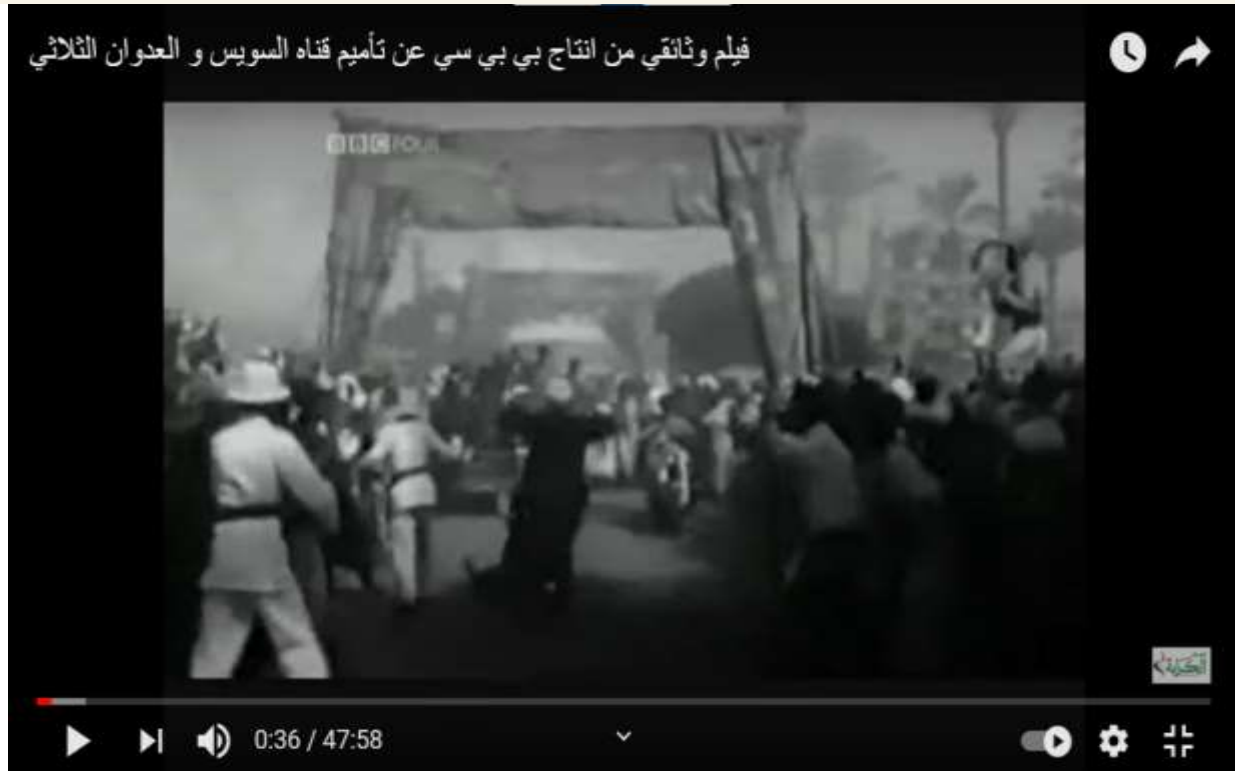 فيلم وثائقي من انتاج بي بي سي عن تأميم قناه السويس و العدوان الثلاثي
BBC FOUR
الكرامة
0:36 / 47:58